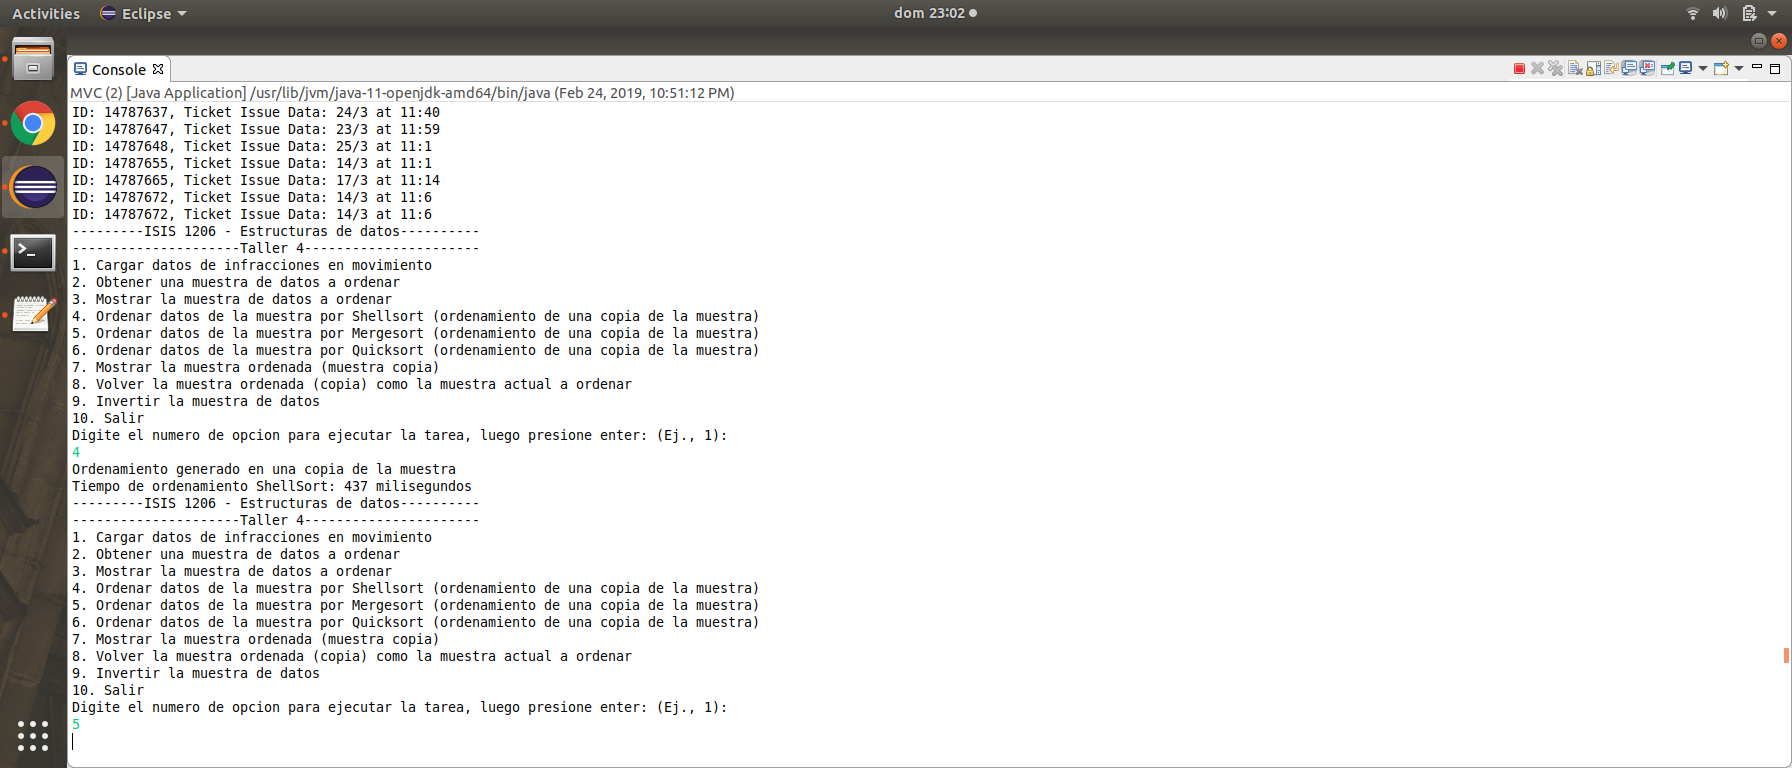 Activities Eclipse dom 23:02
Console
MVC (2) [Java Application] /usr/lib/jvm/java-11-openjdk-amd64/bin/java (Feb 24, 2019, 10:51:12 PM)
ID: 14787637, Ticket Issue Data: 24/3 at 11:40
ID: 14787647, Ticket Issue Data: 23/3 at 11:59
ID: 14787648, Ticket Issue Data: 25/3 at 11:1
ID: 14787655, Ticket Issue Data: 14/3 at 11:1
ID: 14787665, Ticket Issue Data: 17/3 at 11:14
ID: 14787672, Ticket Issue Data: 14/3 at 11:6
ID: 14787672, Ticket Issue Data: 14/3 at 11:6
---------ISIS 1206 - Estructuras de datos----------
---------------------Taller 4----------------------
1. Cargar datos de infracciones en movimiento
2. Obtener una muestra de datos a ordenar
3. Mostrar la muestra de datos a ordenar
4. Ordenar datos de la muestra por Shellsort (ordenamiento de una copia de la muestra)
5. Ordenar datos de la muestra por Mergesort (ordenamiento de una copia de la muestra)
6. Ordenar datos de la muestra por Quicksort (ordenamiento de una copia de la muestra)
7. Mostrar la muestra ordenada (muestra copia)
8. Volver la muestra ordenada (copia) como la muestra actual a ordenar
9. Invertir la muestra de datos
10. Salir
Digite el numero de opcion para ejecutar la tarea, luego presione enter: (Ej., 1):
4
Ordenamiento generado en una copia de la muestra
Tiempo de ordenamiento ShellSort: 437 milisegundos
---------ISIS 1206 - Estructuras de datos----------
---------------------Taller 4----------------------
1. Cargar datos de infracciones en movimiento
2. Obtener una muestra de datos a ordenar
3. Mostrar la muestra de datos a ordenar
4. Ordenar datos de la muestra por Shellsort (ordenamiento de una copia de la muestra)
5. Ordenar datos de la muestra por Mergesort (ordenamiento de una copia de la muestra)
6. Ordenar datos de la muestra por Quicksort (ordenamiento de una copia de la muestra)
7. Mostrar la muestra ordenada (muestra copia)
8. Volver la muestra ordenada (copia) como la muestra actual a ordenar
9. Invertir la muestra de datos
10. Salir
Digite el numero de opcion para ejecutar la tarea, luego presione enter: (Ej., 1):
5